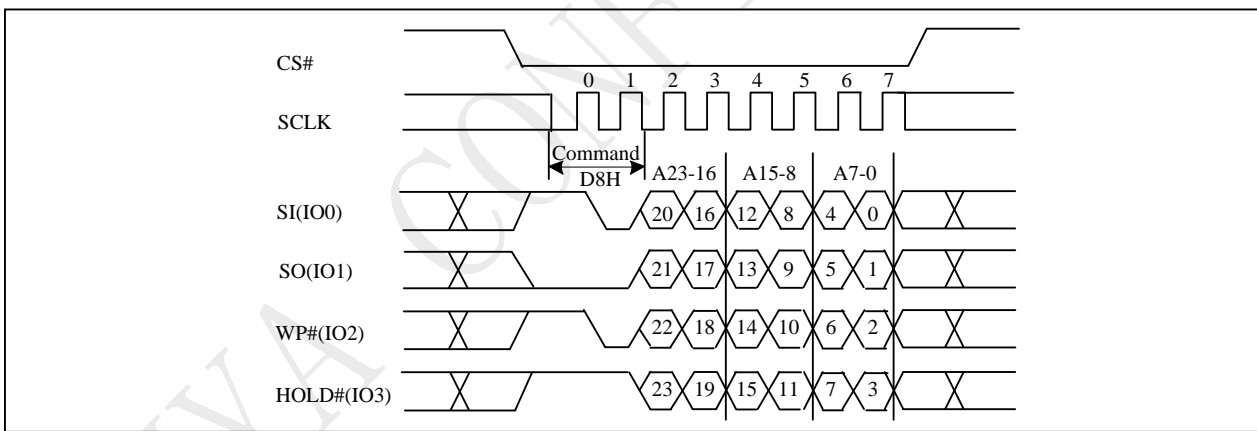 CS#
0 1 2 3 4 5 6 7
SCLK
Command
D8H
A23-16 A15-8 A7-0
SI(IO0) 20 16 12 8 4 0
SO(IO1) 21 17 13 9 5 1
WP#(IO2) 22 18 14 10 6 2
HOLD#(IO3) 23 19 15 11 7 3